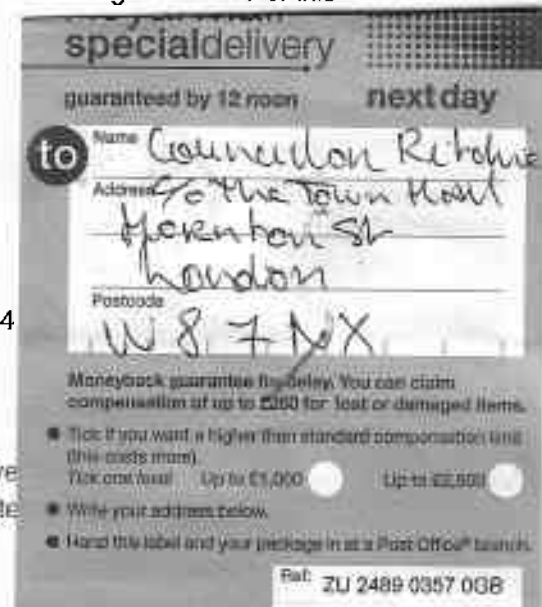 specialdelivery
guaranteed by 12 noon next day
to
Name Councillor Ritchie
Address C/o The Town Hall
Hornton St
London
Postcode
W8 7NX
Moneyback guarantee for delay. You can claim
compensation of up to £250 for lost or damaged items.
Tick if you want a higher than standard compensation limit
(this costs more).
Tick one level Up to £1,000 Up to £2,500
Write your address below.
Hand this label and your package in at a Post Office® branch.
Ref: ZU 2489 0357 0GB
4